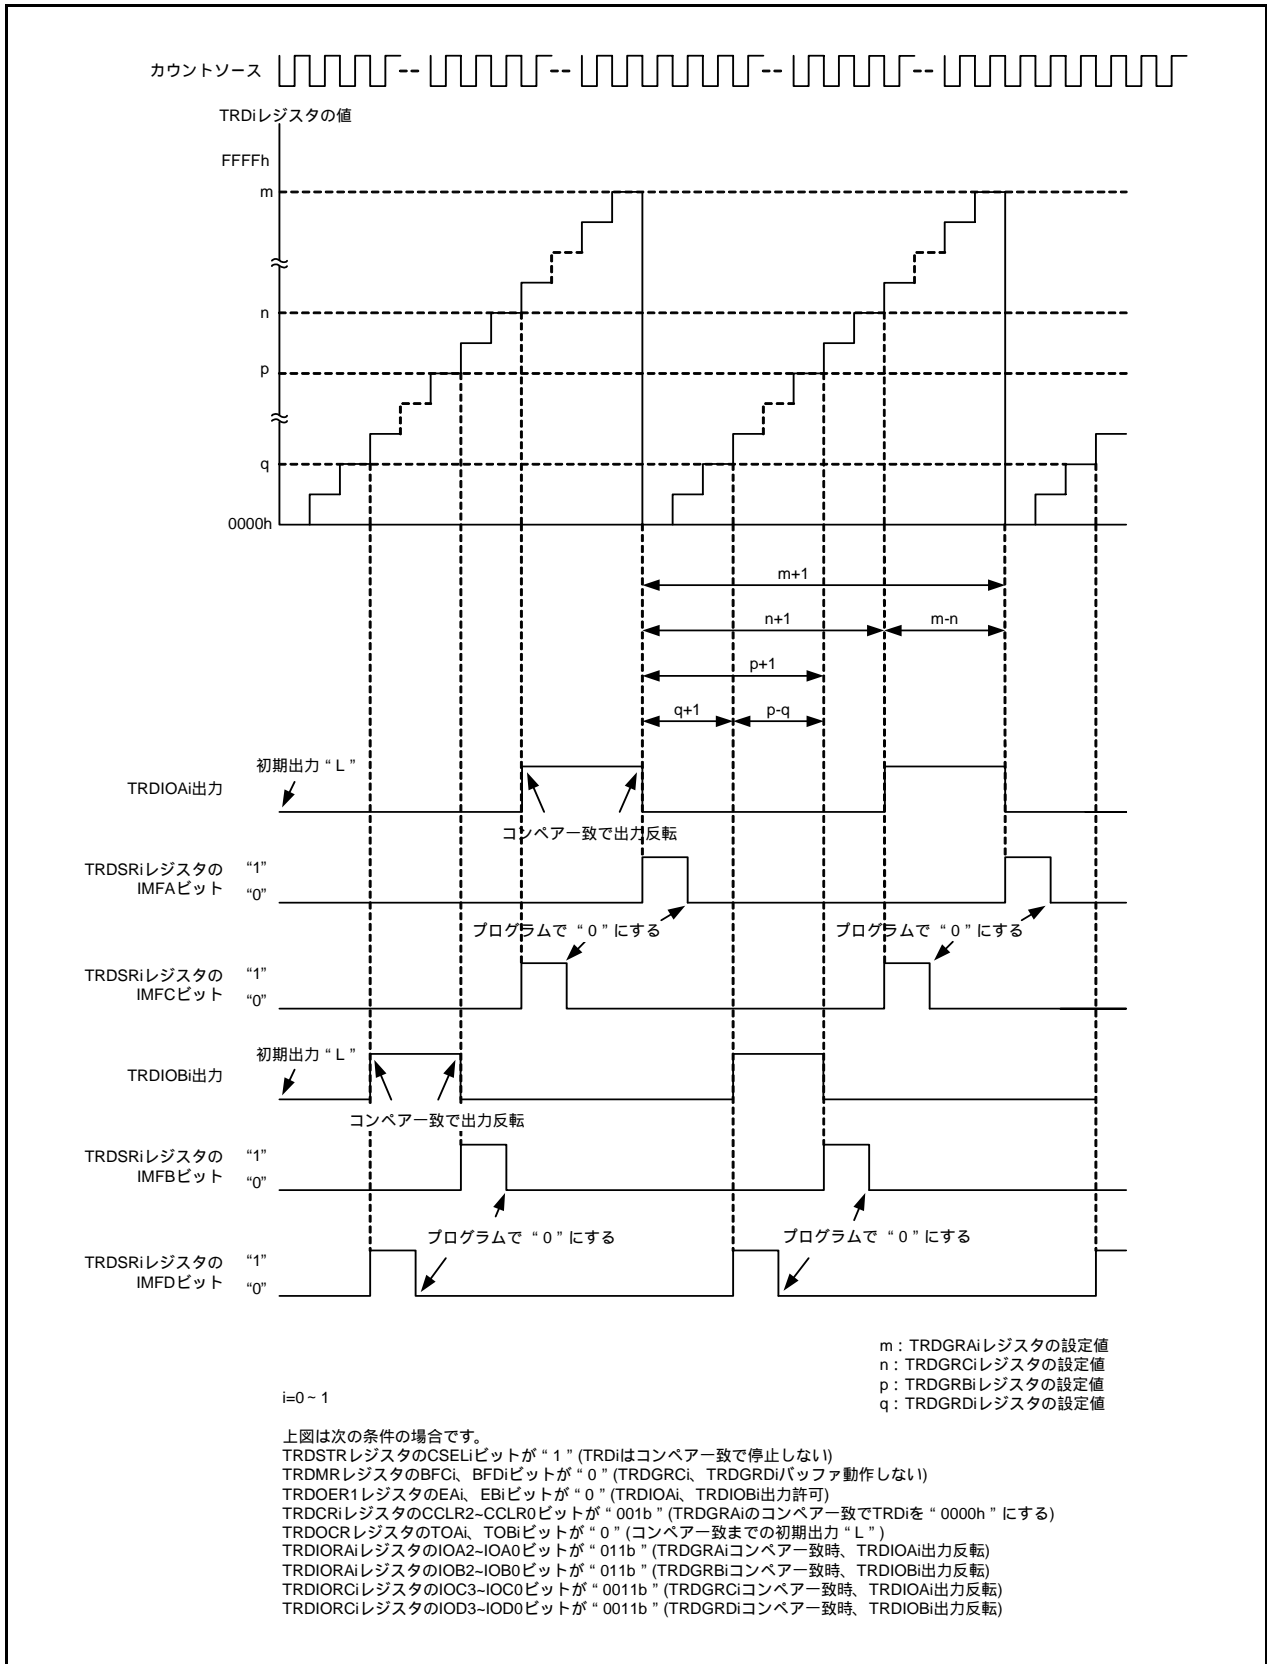 カウントソース
TRDiレジスタの値
FFFFh
m
n
p
q
0000h
m+1
n+1
m-n
p+1
q+1
p-q
初期出力 “ L ”
TRDIOAi出力
コンペア一致で出力反転
TRDSRiレジスタの
IMFAビット
“1”
“0”
プログラムで “ 0 ” にする
プログラムで “ 0 ” にする
TRDSRiレジスタの
IMFCビット
“1”
“0”
初期出力 “ L ”
TRDIOBi出力
コンペア一致で出力反転
TRDSRiレジスタの
IMFBビット
“1”
“0”
プログラムで “ 0 ” にする
プログラムで “ 0 ” にする
TRDSRiレジスタの
IMFDビット
“1”
“0”
m : TRDGRAiレジスタの設定値
n : TRDGRCiレジスタの設定値
p : TRDGRBiレジスタの設定値
q : TRDGRDiレジスタの設定値
i=0 ~ 1
上図は次の条件の場合です。
TRDSTRレジスタのCSELiビットが “ 1 ” (TRDiはコンペア一致で停止しない)
TRDMRレジスタのBFCi、BFDiビットが “ 0 ” (TRDGRCi、TRDGRDiバッファ動作しない)
TRDOER1レジスタのEAi、EBiビットが “ 0 ” (TRDIOAi、TRDIOBi出力許可)
TRDCRiレジスタのCCLR2~CCLR0ビットが “ 001b ” (TRDGRAiのコンペア一致でTRDiを “ 0000h ” にする)
TRDOCRレジスタのTOAi、TOBiビットが “ 0 ” (コンペア一致までの初期出力 “ L ” )
TRDIORAiレジスタのIOA2~IOA0ビットが “ 011b ” (TRDGRAiコンペア一致時、TRDIOAi出力反転)
TRDIORAiレジスタのIOB2~IOB0ビットが “ 011b ” (TRDGRBiコンペア一致時、TRDIOBi出力反転)
TRDIORCiレジスタのIOC3~IOC0ビットが “ 0011b ” (TRDGRCiコンペア一致時、TRDIOAi出力反転)
TRDIORCiレジスタのIOD3~IOD0ビットが “ 0011b ” (TRDGRDiコンペア一致時、TRDIOBi出力反転)